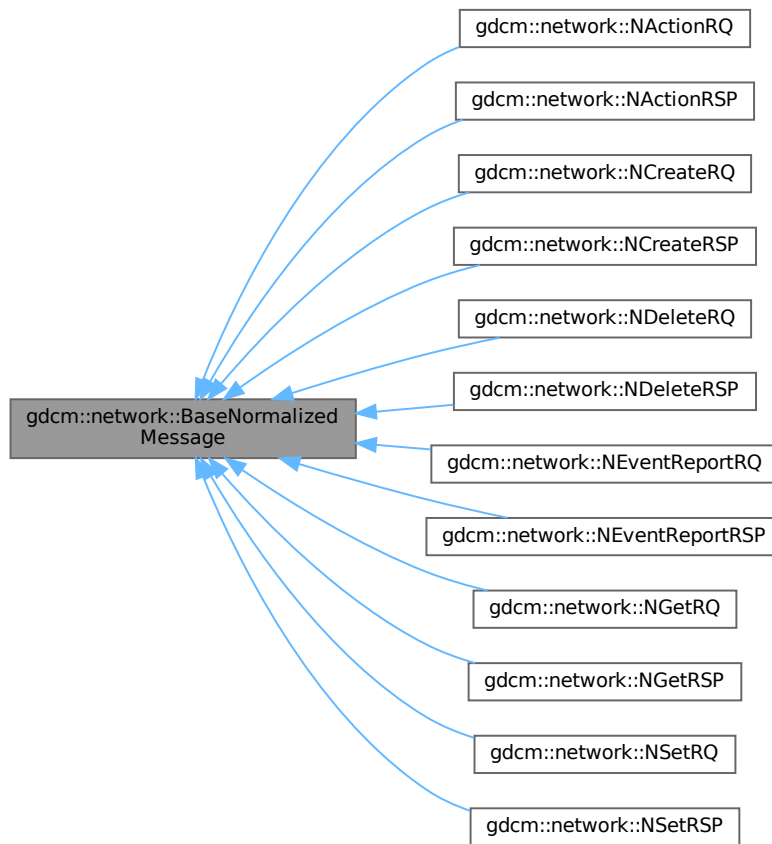 gdcm::network::NActionRQ
gdcm::network::NActionRSP
gdcm::network::NCreateRQ
gdcm::network::NCreateRSP
gdcm::network::NDeleteRQ
gdcm::network::NDeleteRSP
gdcm::network::BaseNormalized
Message
gdcm::network::NEventReportRQ
gdcm::network::NEventReportRSP
gdcm::network::NGetRQ
gdcm::network::NGetRSP
gdcm::network::NSetRQ
gdcm::network::NSetRSP